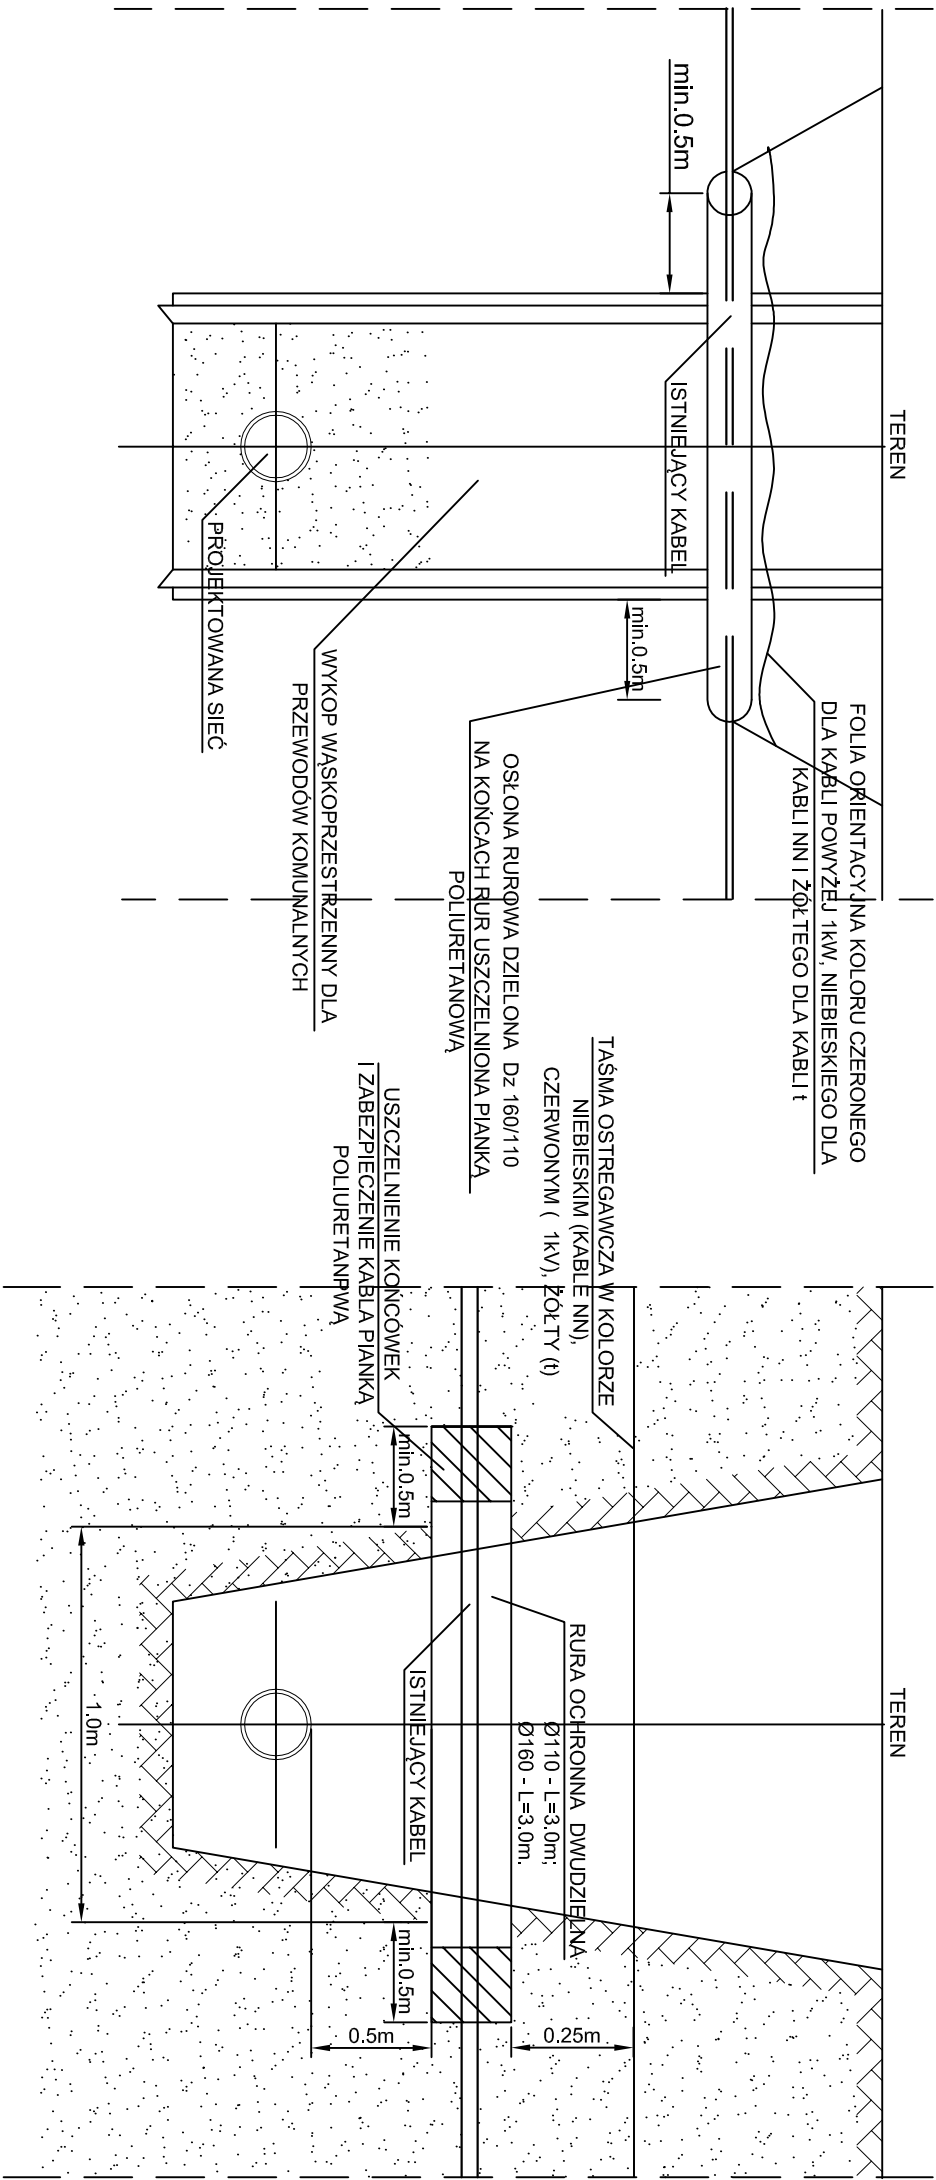 TEREN
min.0.5m
ISTNIEJĄCY KABEL
min.0.5m
PROJEKTOWANA SIEĆ
WYKOP WĄSKOPRZESTRZENNY DLA
PRZEWODÓW KOMUNALNYCH
OSŁONA RUROWA DZIELONA Dz 160/110
NA KOŃCACH RUR USZCZELNIONA PIANKĄ
POLIURETANOWĄ
FOLIA ORIENTACYJNA KOLORU CZERONEGO
DLA KABLI POWYŻEJ 1kW, NIEBIESKIEGO DLA
KABLI NN I ŻÓŁTEGO DLA KABLI t
TAŚMA OSTREGAWCZA W KOLORZE
NIEBIESKIM (KABLE NN),
CZERWONYM ( 1kV), ŻÓŁTY (t)
USZCZELNIENIE KOŃCÓWEK
I ZABEZPIECZENIE KABLA PIANKĄ
POLIURETANPWĄ
TEREN
RURA OCHRONNA DWUDZIELNA
Ø110 - L=3.0m;
Ø160 - L=3.0m.
ISTNIEJĄCY KABEL
min.0.5m
1.0m
min.0.5m
0.5m
0.25m